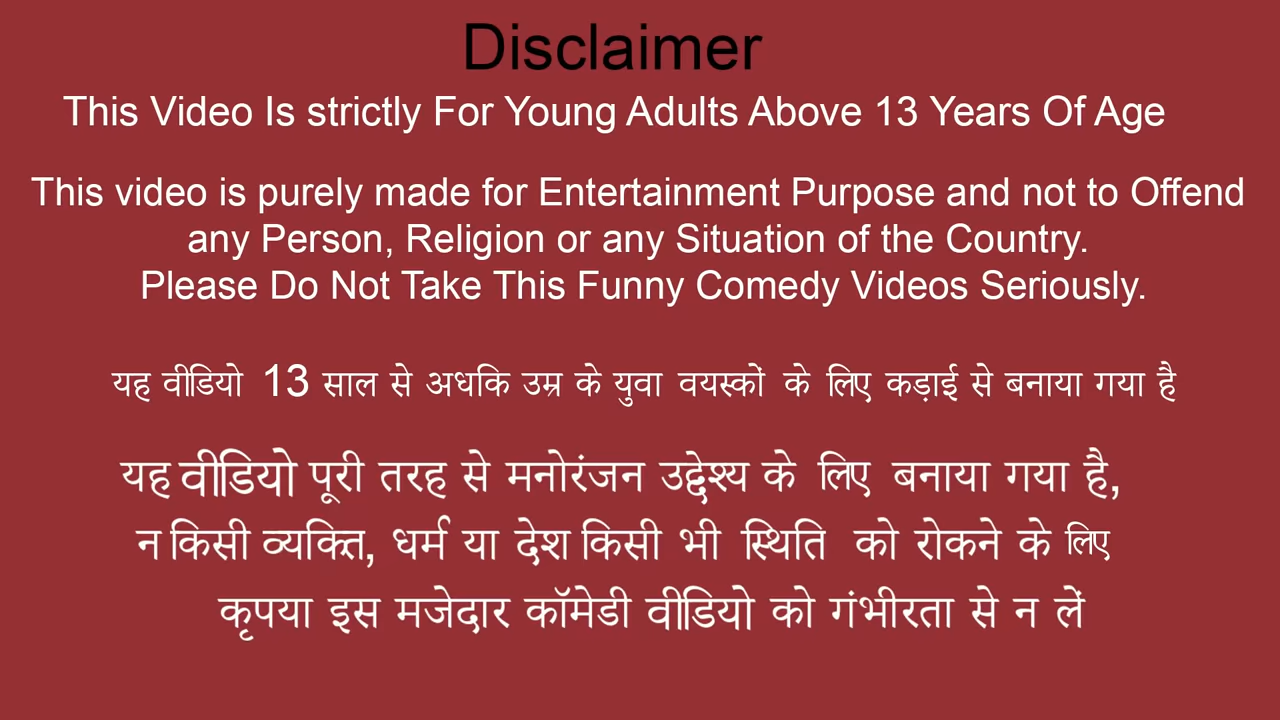 Disclaimer
This Video Is strictly For Young Adults Above 13 Years Of Age
This video is purely made for Entertainment Purpose and not to Offend
any Person, Religion or any Situation of the Country.
Please Do Not Take This Funny Comedy Videos Seriously.
यह वीडियो 13 साल से अधकि उम्र के युवा वयस्कों के लिए कड़ाई से बनाया गया है
यह वीडियो पूरी तरह से मनोरंजन उद्देश्य के लिए बनाया गया है,
न किसी व्यक्ति, धर्म या देश किसी भी स्थिति को रोकने के लिए
कृपया इस मजेदार कॉमेडी वीडियो को गंभीरता से न लें